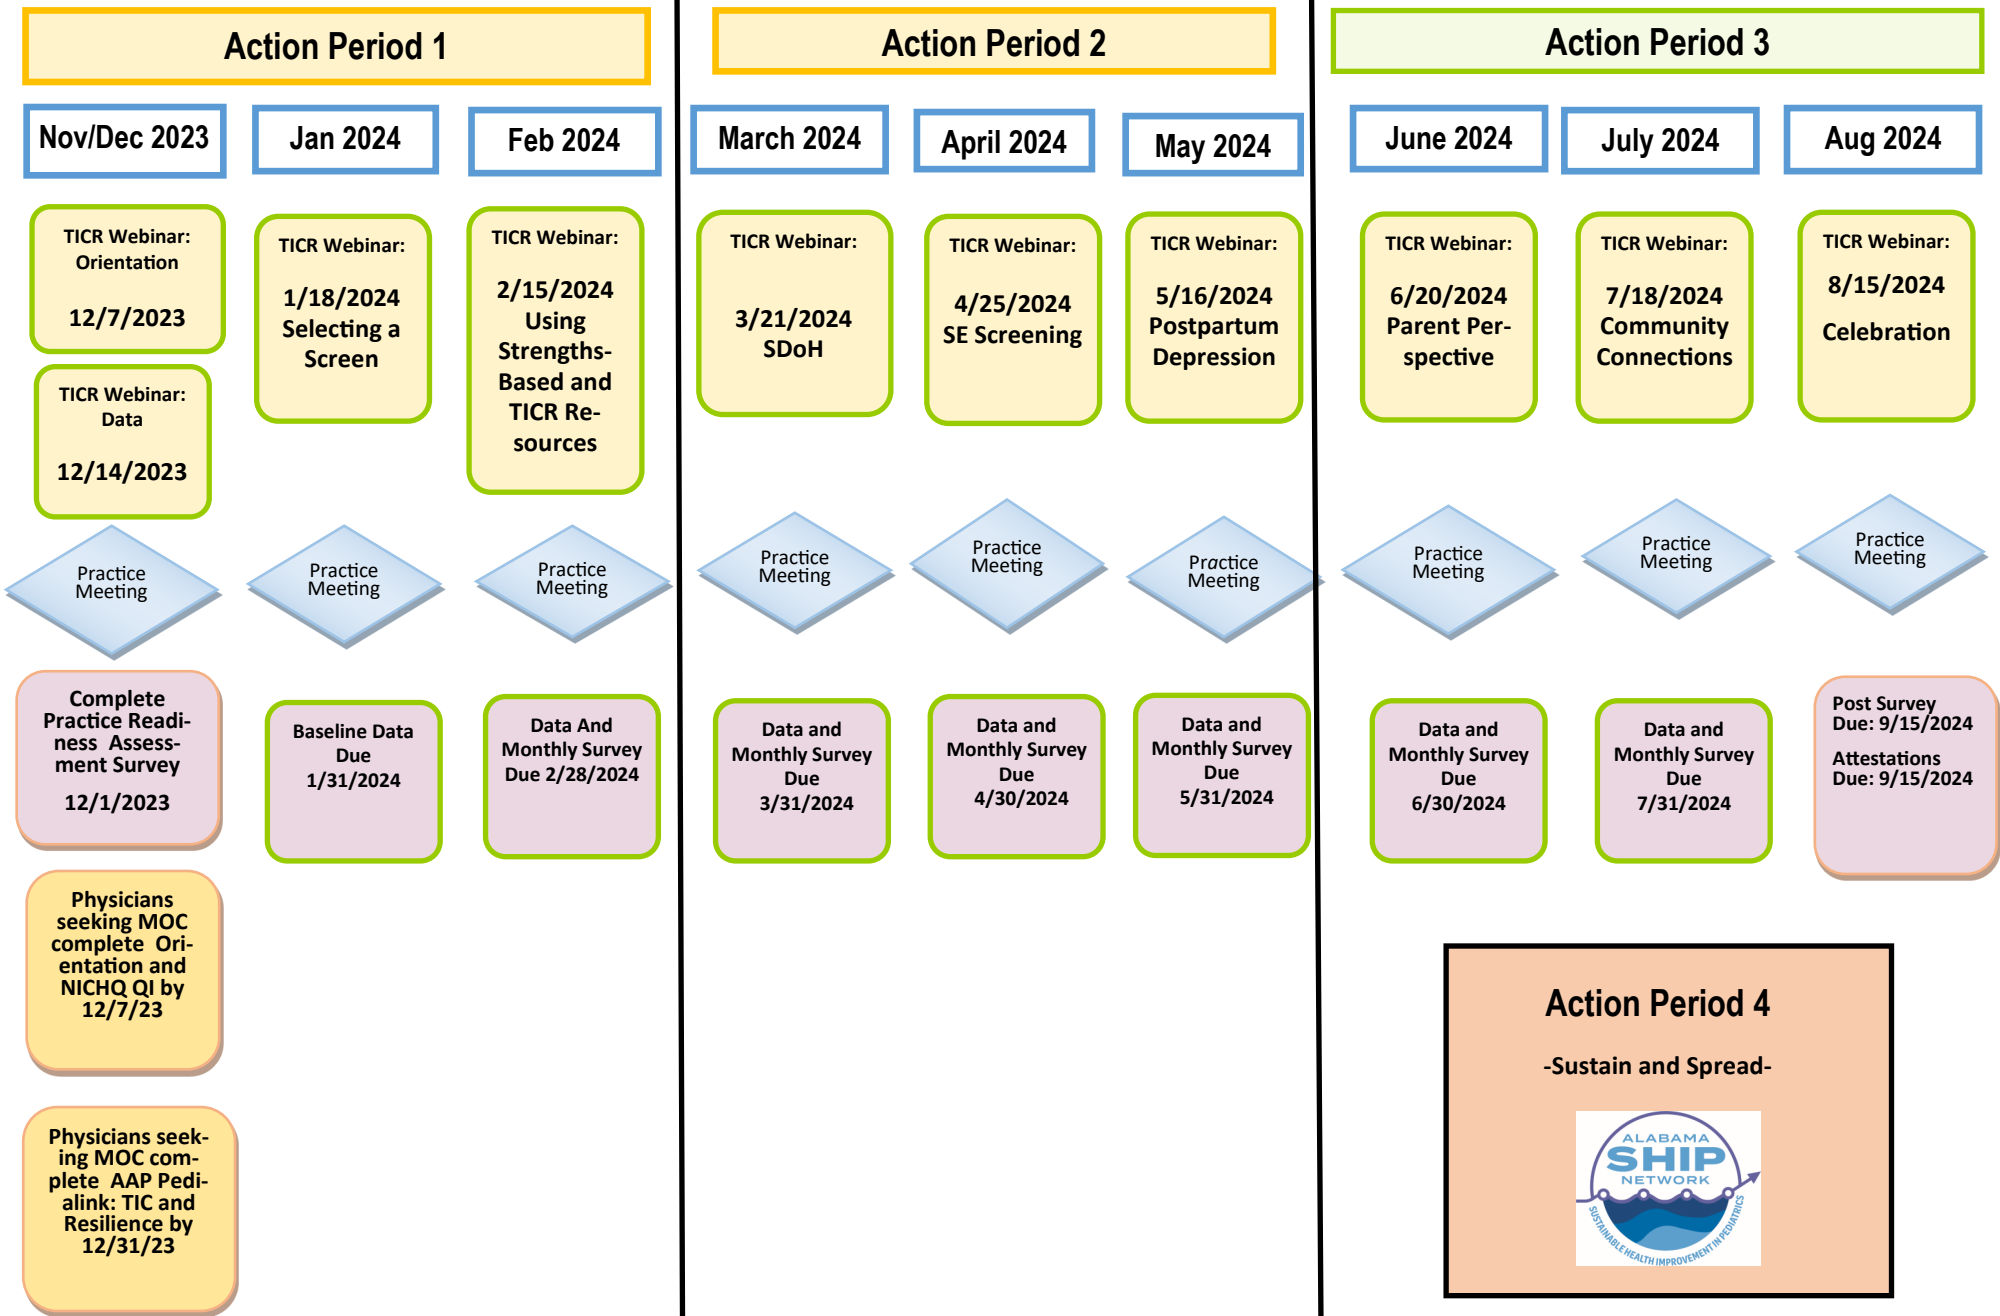 Action Period 1
Action Period 2
Action Period 3
Nov/Dec 2023
Jan 2024
Feb 2024
March 2024
April 2024
May 2024
June 2024
July 2024
Aug 2024
TICR Webinar:
Orientation
12/7/2023
TICR Webinar:
Data
12/14/2023
TICR Webinar:
1/18/2024
Selecting a
Screen
TICR Webinar:
2/15/2024
Using
Strengths-
Based and
TICR Re-
sources
TICR Webinar:
3/21/2024
SDoH
TICR Webinar:
4/25/2024
SE Screening
TICR Webinar:
5/16/2024
Postpartum
Depression
TICR Webinar:
6/20/2024
Parent Per-
spective
TICR Webinar:
7/18/2024
Community
Connections
TICR Webinar:
8/15/2024
Celebration
Practice
Meeting
Practice
Meeting
Practice
Meeting
Practice
Meeting
Practice
Meeting
Practice
Meeting
Practice
Meeting
Practice
Meeting
Practice
Meeting
Complete
Practice Readi-
ness Assess-
ment Survey
12/1/2023
Baseline Data
Due
1/31/2024
Data And
Monthly Survey
Due 2/28/2024
Data and
Monthly Survey
Due
3/31/2024
Data and
Monthly Survey
Due
4/30/2024
Data and
Monthly Survey
Due
5/31/2024
Data and
Monthly Survey
Due
6/30/2024
Data and
Monthly Survey
Due
7/31/2024
Post Survey
Due: 9/15/2024
Attestations
Due: 9/15/2024
Physicians
seeking MOC
complete Ori-
entation and
NICHQ QI by
12/7/23
Physicians seek-
ing MOC com-
plete AAP Pedi-
alink: TIC and
Resilience by
12/31/23
Action Period 4
-Sustain and Spread-
ALABAMA
SHIP
NETWORK
SUSTAINABLE HEALTH IMPROVEMENT IN PEDIATRICS